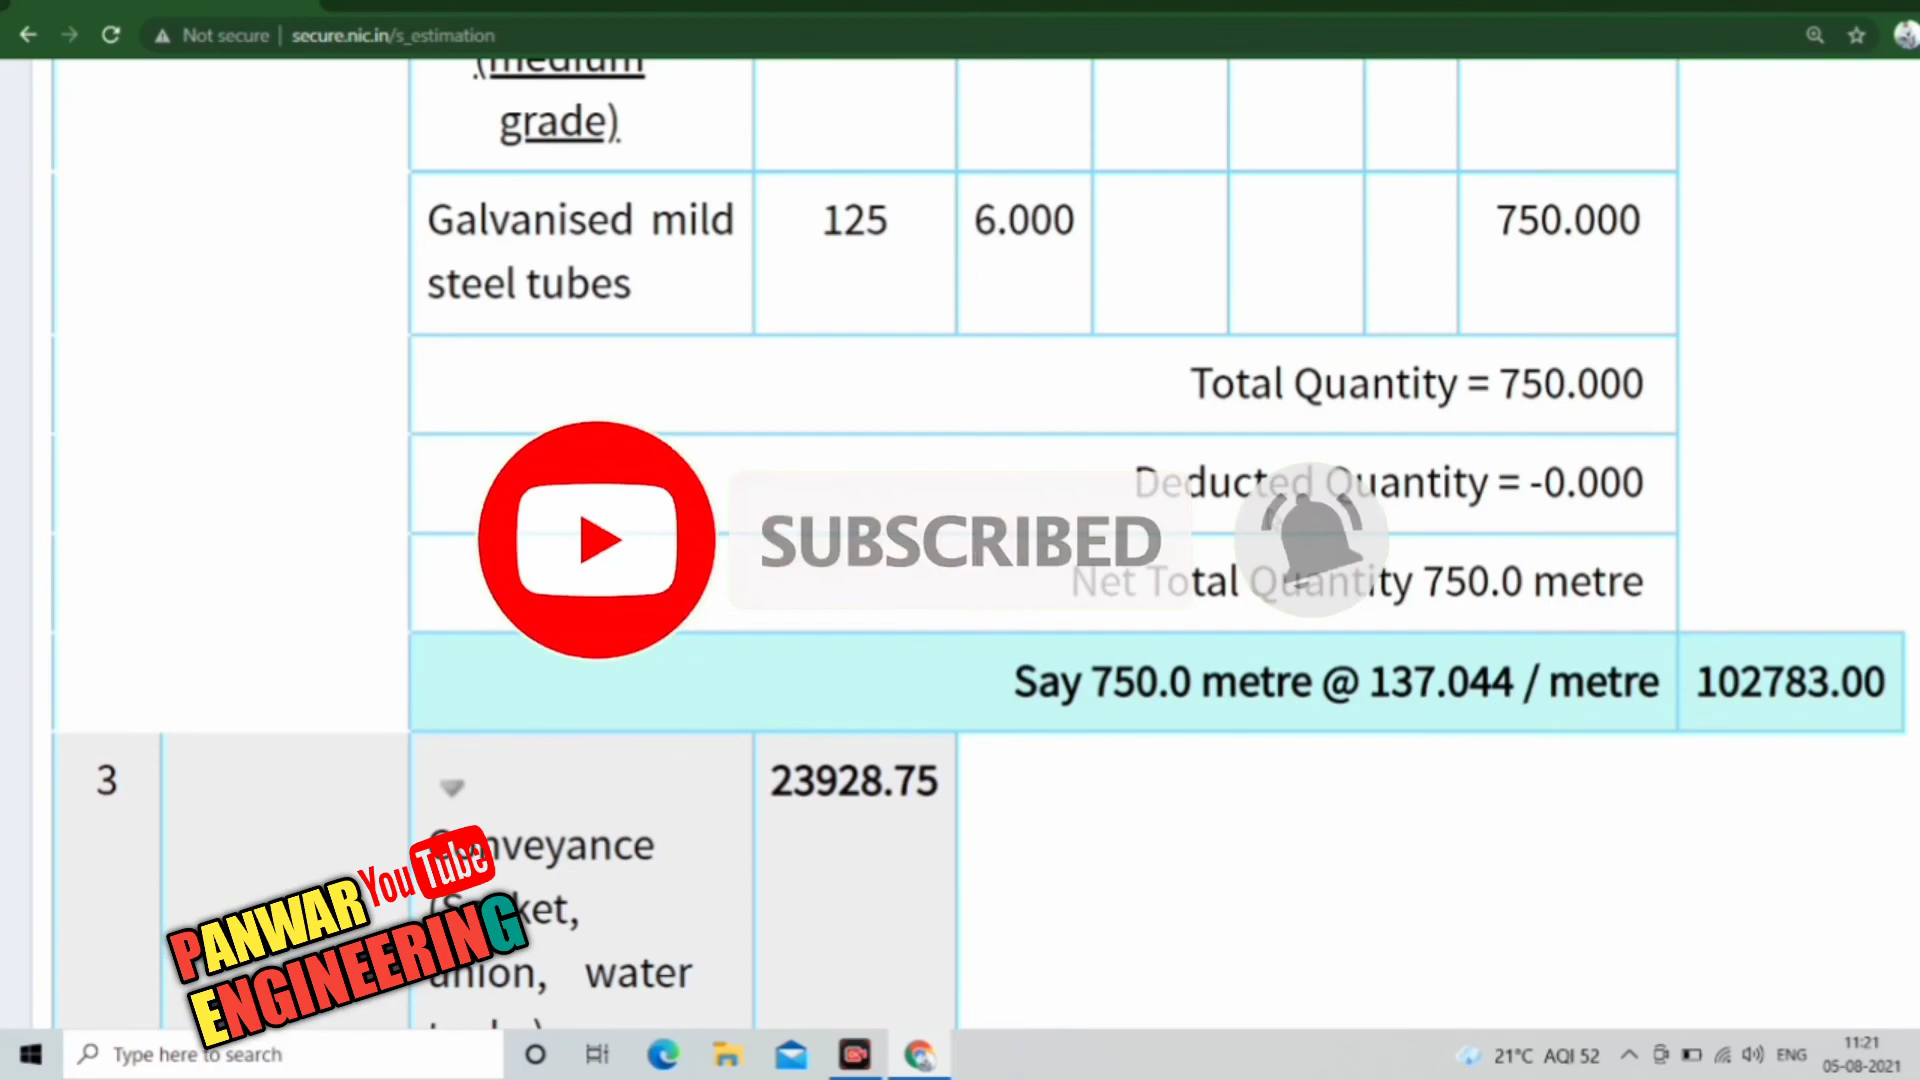 Not secure | secure.nic.in/s_estimation
(medium
grade)
Galvanised mild 125 6.000 750.000
steel tubes
Total Quantity = 750.000
Deducted Quantity = -0.000
SUBSCRIBED
Net Total Quantity 750.0 metre
Say 750.0 metre @ 137.044 / metre 102783.00
3 23928.75
Conveyance
(Socket,
union, water
PANWAR YouTube
ENGINEERING
Type here to search
21°C AQI 52 ENG 11:21
05-08-2021